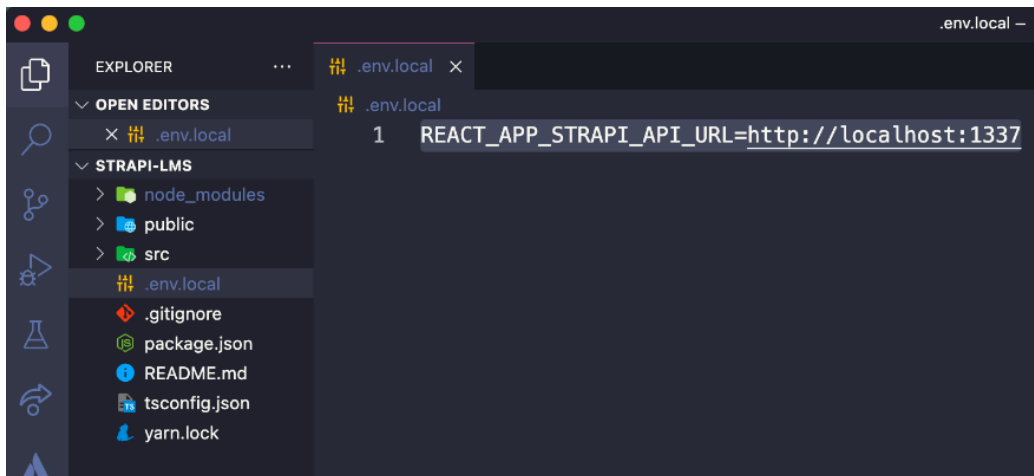 .env.local –
EXPLORER
OPEN EDITORS
.env.local
STRAPI-LMS
node_modules
public
src
.env.local
.gitignore
package.json
README.md
tsconfig.json
yarn.lock
.env.local
.env.local
1 REACT_APP_STRAPI_API_URL=http://localhost:1337